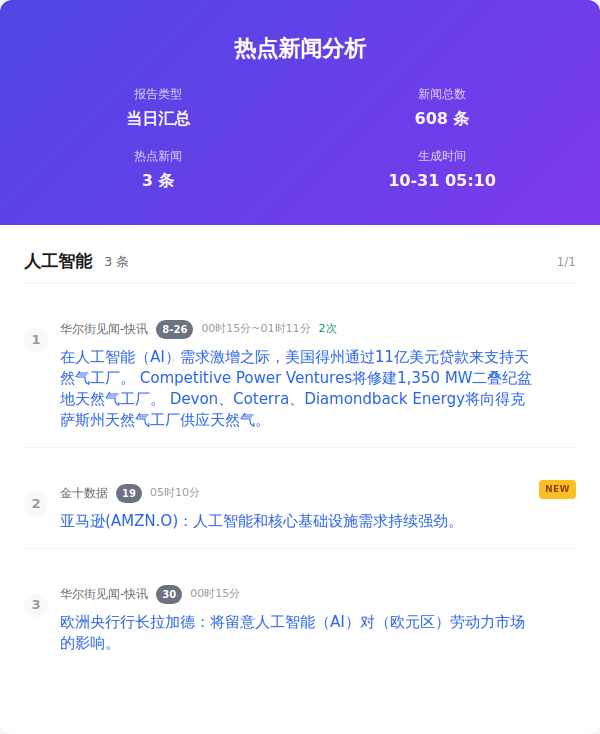 热点新闻分析
报告类型
新闻总数
当日汇总
608 条
热点新闻
生成时间
3 条
10-31 05:10
人工智能 3 条 1/1
1
华尔街见闻-快讯 8-26 00时15分~01时11分 2次
在人工智能（AI）需求激增之际，美国得州通过11亿美元贷款来支持天
然气工厂。 Competitive Power Ventures将修建1,350 MW二叠纪盆
地天然气工厂。 Devon、Coterra、Diamondback Energy将向得克
萨斯州天然气工厂供应天然气。
2
金十数据 19 05时10分 NEW
亚马逊(AMZN.O)：人工智能和核心基础设施需求持续强劲。
3
华尔街见闻-快讯 30 00时15分
欧洲央行行长拉加德：将留意人工智能（AI）对（欧元区）劳动力市场
的影响。